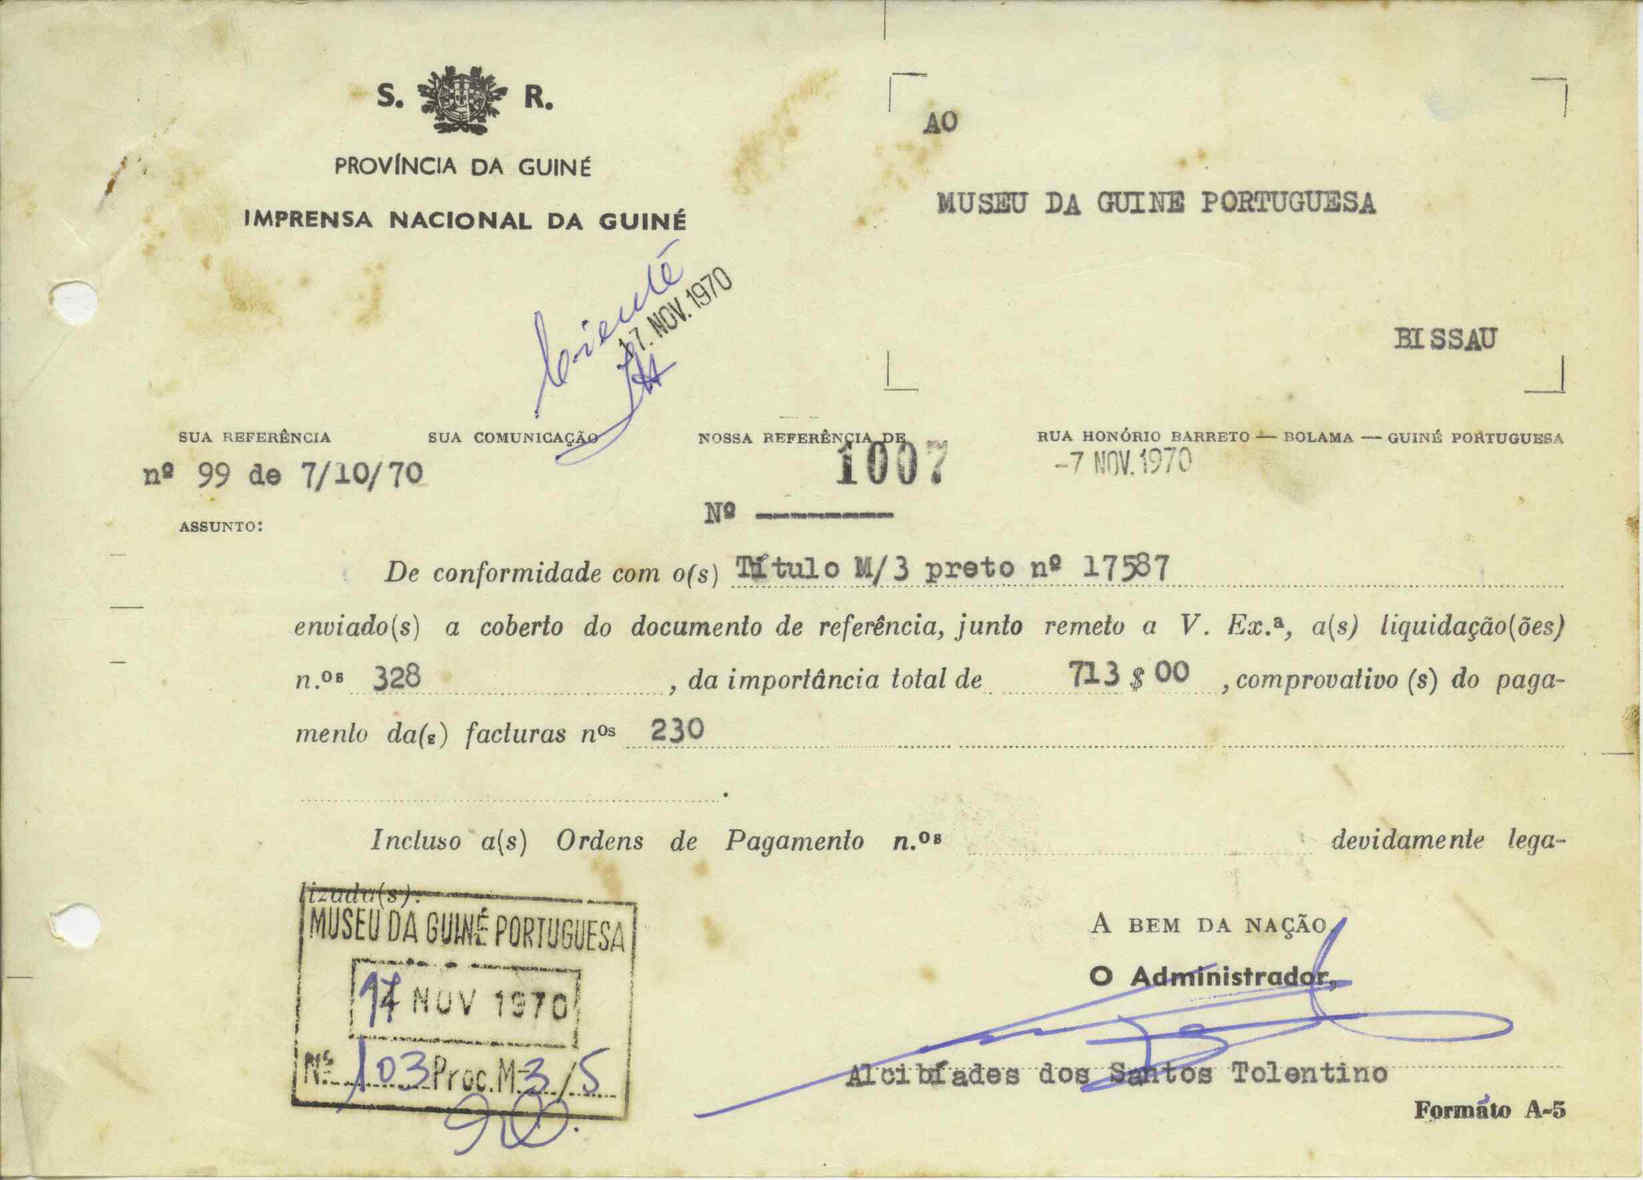 S. R.
PROVÍNCIA DA GUINÉ
IMPRENSA NACIONAL DA GUINÉ
AO
MUSEU DA GUINE PORTUGUESA
BISSAU
17. NOV. 1970
SUA REFERÊNCIA SUA COMUNICAÇÃO NOSSA REFERÊNCIA DE RUA HONÓRIO BARRETO — BOLAMA — GUINÉ PORTUGUESA
nº 99 de 7/10/70 1007 -7 NOV. 1970
Nº
ASSUNTO:
De conformidade com o(s) Título M/3 preto nº 17587
enviado(s) a coberto do documento de referência, junto remeto a V. Ex.ª, a(s) liquidação(ões)
n.os 328 , da importância total de 713 $ 00 , comprovativo (s) do paga-
mento da(s) facturas nos 230
.
Incluso a(s) Ordens de Pagamento n.os devidamente lega-
lizada(s).
MUSEU DA GUINÉ PORTUGUESA
17 NOV 1970
Nº 103 Proc. M 3/5
A BEM DA NAÇÃO,
O Administrador,
Alcibíades dos Santos Tolentino
Formato A-5